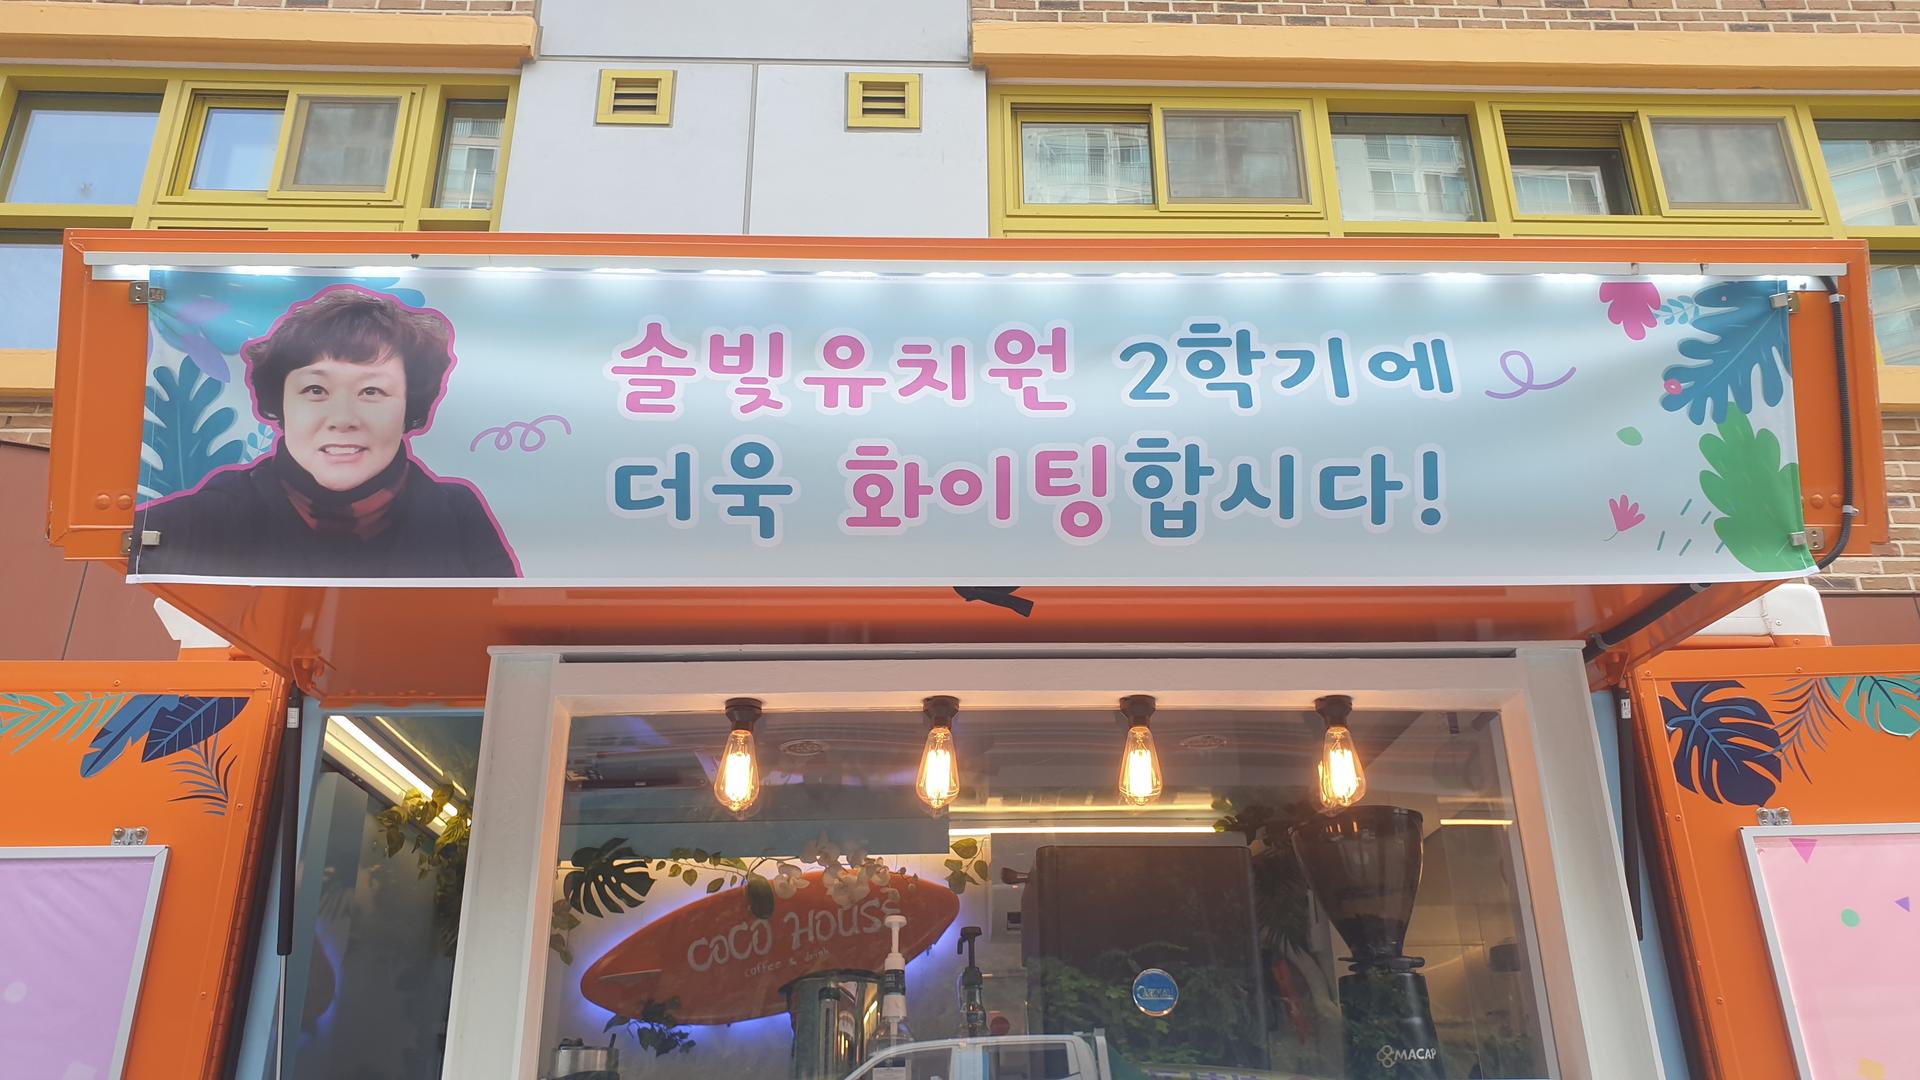 솔빛유치원 2학기에
더욱 화이팅합시다!
COCO HOUSE
coffee & drink
MACAP